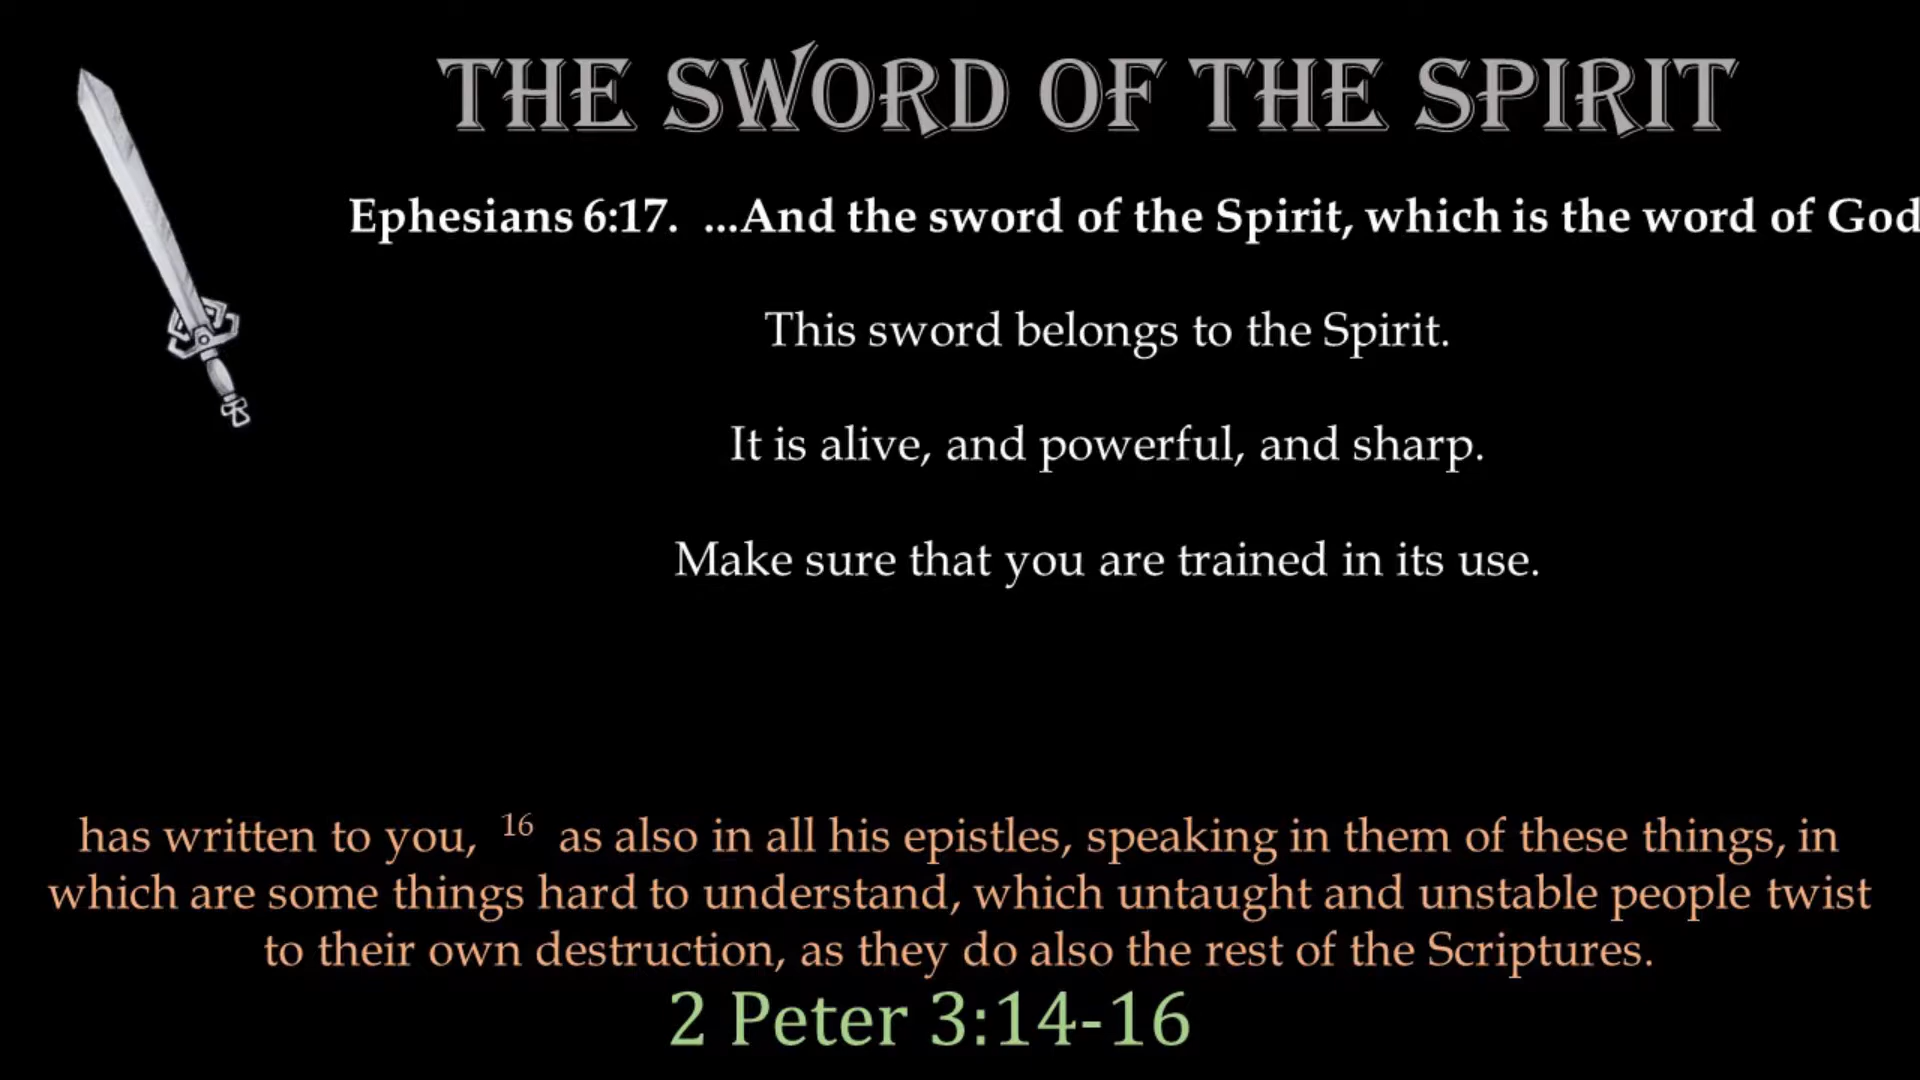 THE SWORD OF THE SPIRIT
Ephesians 6:17. ...And the sword of the Spirit, which is the word of God
This sword belongs to the Spirit.
It is alive, and powerful, and sharp.
Make sure that you are trained in its use.
has written to you, 16 as also in all his epistles, speaking in them of these things, in
which are some things hard to understand, which untaught and unstable people twist
to their own destruction, as they do also the rest of the Scriptures.
2 Peter 3:14-16